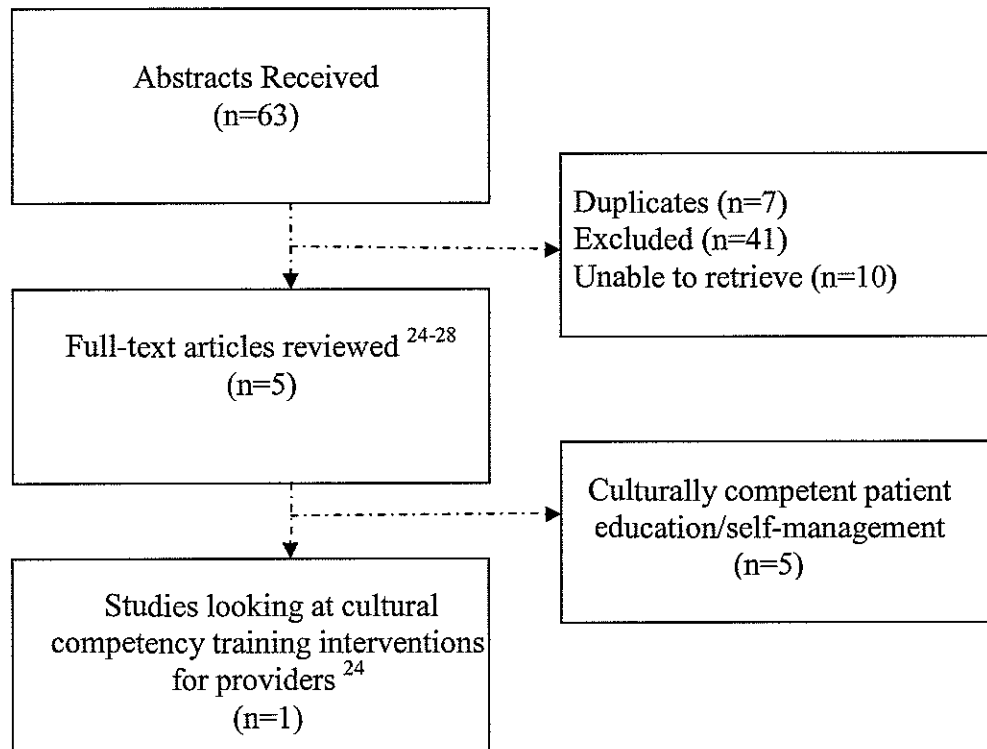 Abstracts Received
(n=63)
Duplicates (n=7)
Excluded (n=41)
Unable to retrieve (n=10)
Full-text articles reviewed 24-28
(n=5)
Culturally competent patient
education/self-management
(n=5)
Studies looking at cultural
competency training interventions
for providers 24
(n=1)